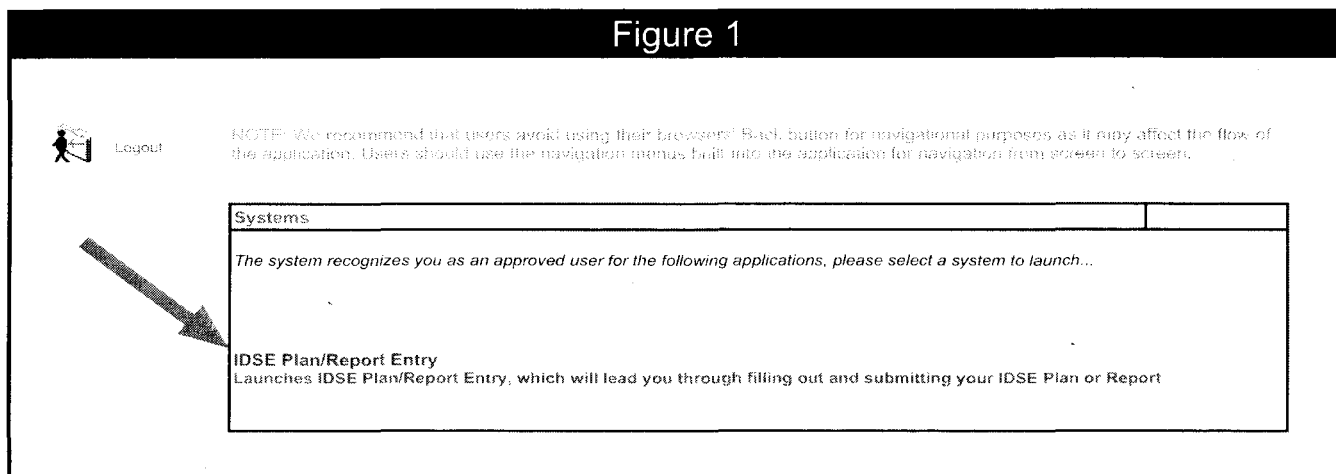 Figure 1
Logout
NOTE: We recommend that users avoid using their browsers' Back button for navigational purposes as it may affect the flow of
the application. Users should use the navigation menus built into the application for navigation from screen to screen.
Systems
The system recognizes you as an approved user for the following applications, please select a system to launch...
IDSE Plan/Report Entry
Launches IDSE Plan/Report Entry, which will lead you through filling out and submitting your IDSE Plan or Report